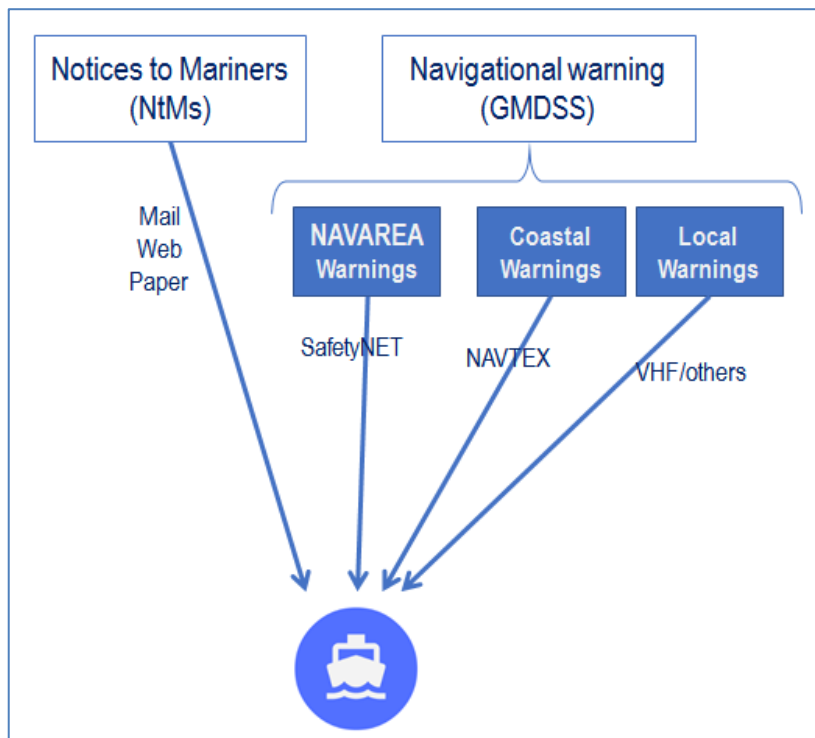 Notices to Mariners
(NtMs)
Navigational warning
(GMDSS)
Mail
Web
Paper
NAVAREA
Warnings
Coastal
Warnings
Local
Warnings
SafetyNET
NAVTEX
VHF/others